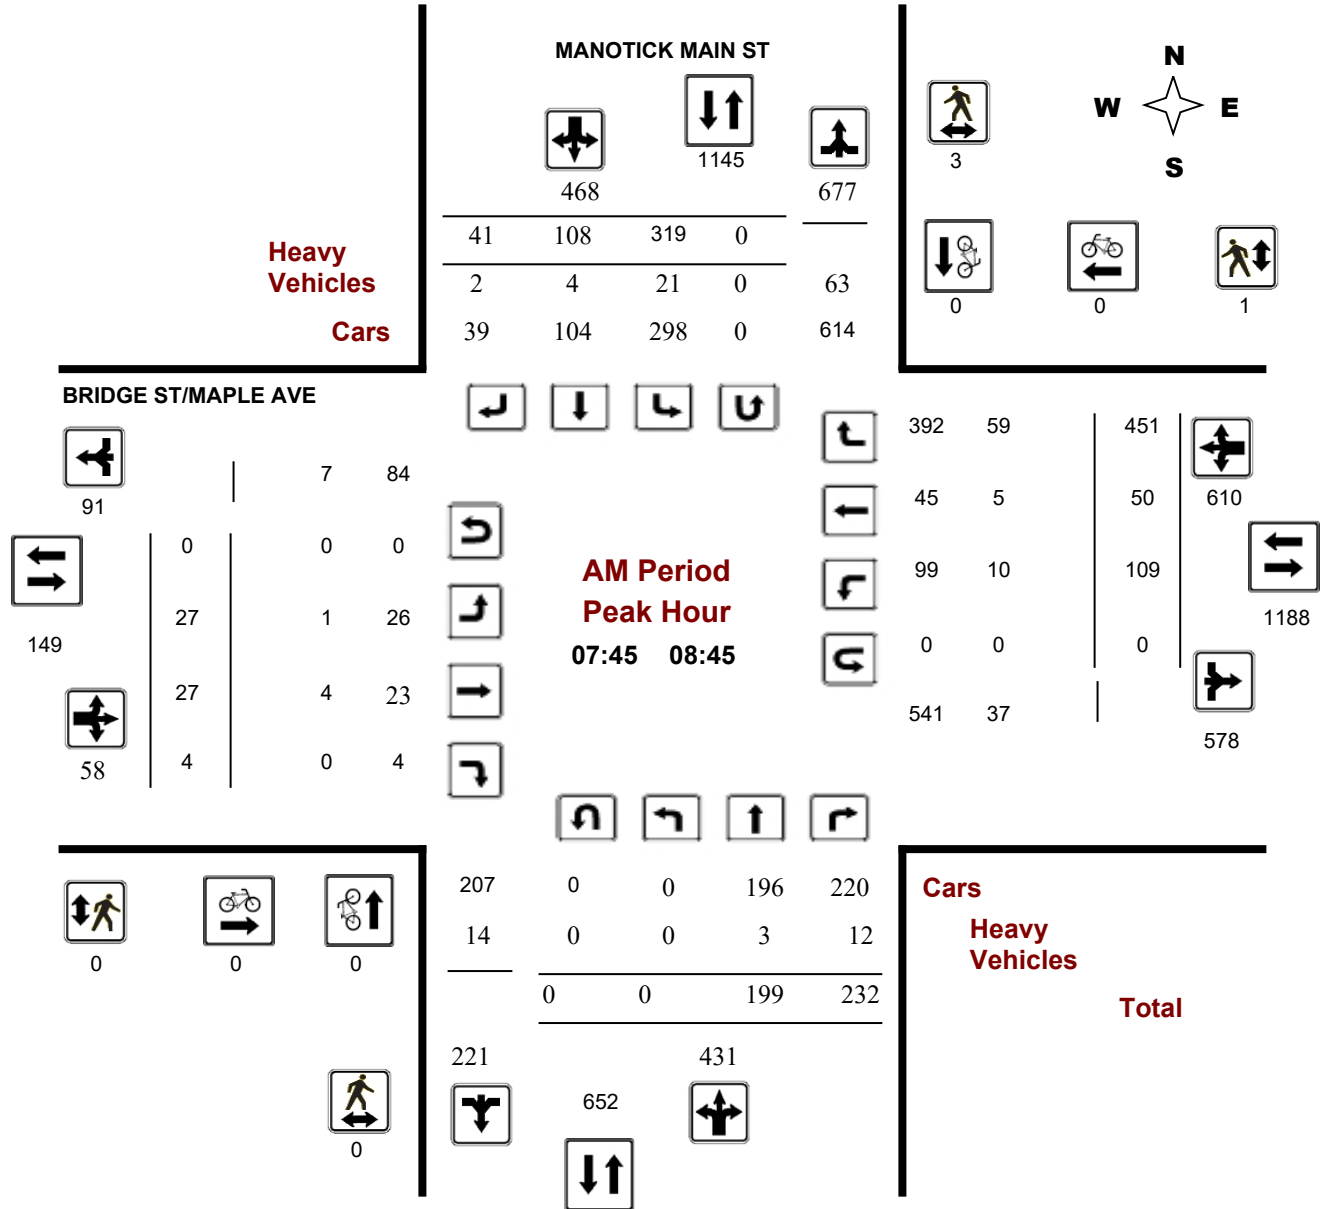 MANOTICK MAIN ST
N
W E
S
1145
3
468 677
41 108 319 0
Heavy
Vehicles
2 4 21 0 63
0 0 1
Cars 39 104 298 0 614
BRIDGE ST/MAPLE AVE
392 59 451
7 84
91
45 5 50 610
0 0 0
AM Period
99 10 109
Peak Hour
27 1 26
1188
149
07:45 08:45
0 0 0
27 4 23
541 37
578
58 4 0 4
207 0 0 196 220
Cars
14 0 0 3 12
Heavy
Vehicles
0 0 0
0 0 199 232
Total
221 431
652
0